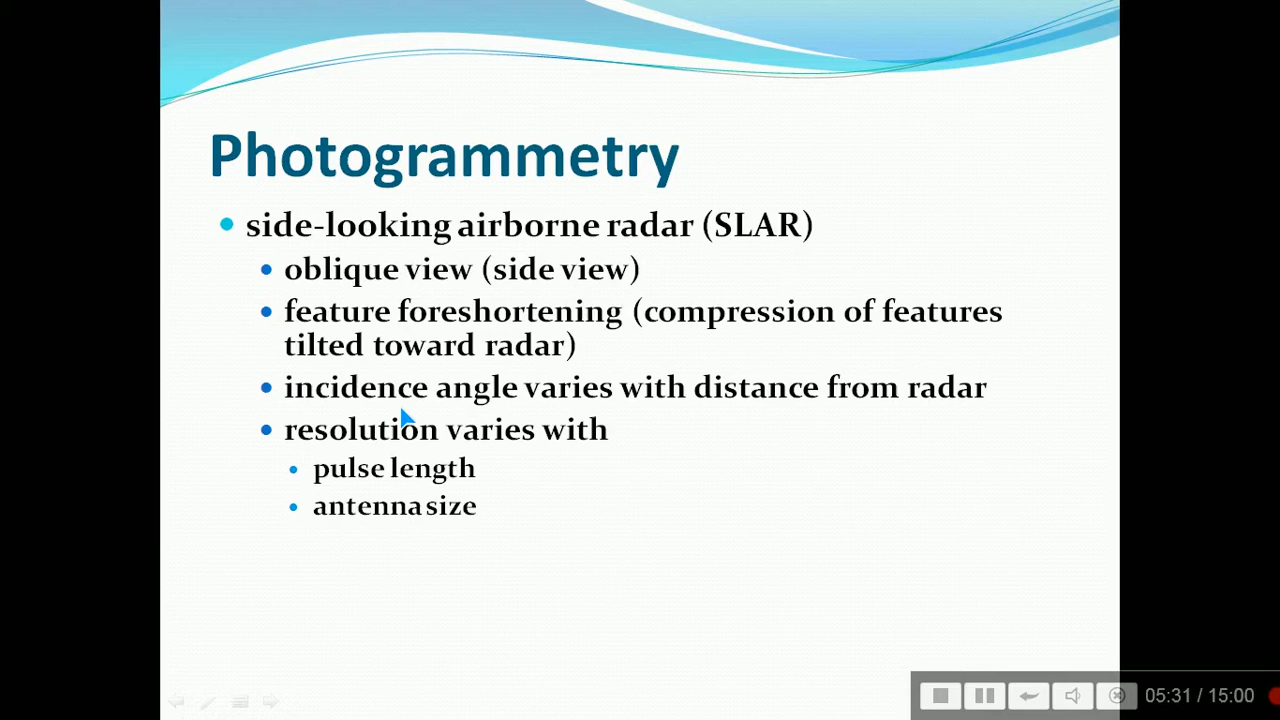 Photogrammetry
side-looking airborne radar (SLAR)
oblique view (side view)
feature foreshortening (compression of features
tilted toward radar)
incidence angle varies with distance from radar
resolution varies with
pulse length
antenna size
05:31 / 15:00